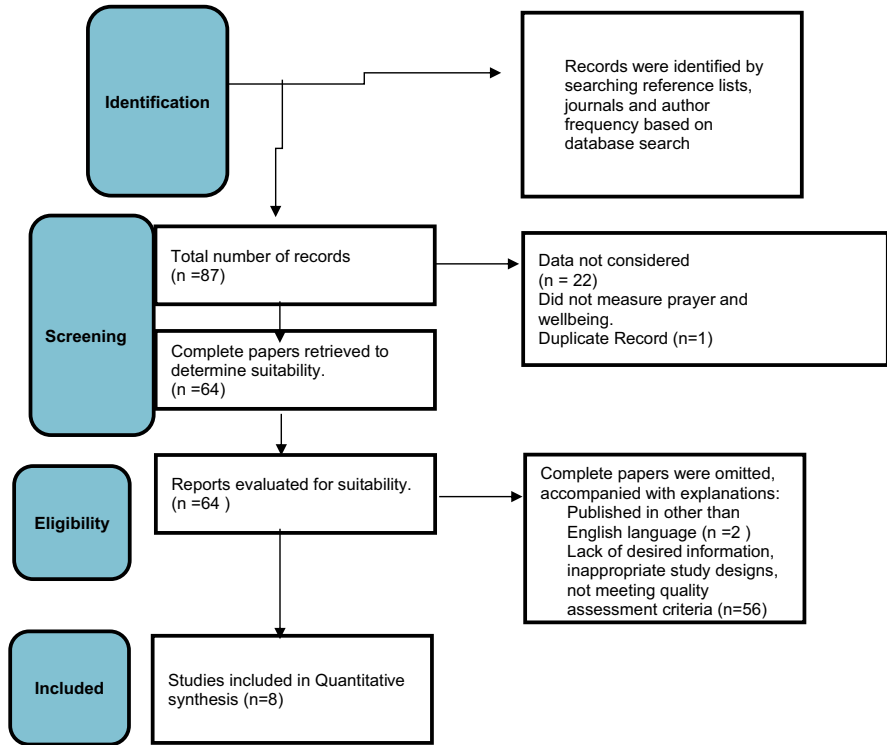 Identification
Records were identified by
searching reference lists,
journals and author
frequency based on
database search
Screening
Total number of records
(n =87)
Data not considered
(n = 22)
Did not measure prayer and
wellbeing.
Duplicate Record (n=1)
Complete papers retrieved to
determine suitability.
(n =64)
Eligibility
Reports evaluated for suitability.
(n =64 )
Complete papers were omitted,
accompanied with explanations:
Published in other than
English language (n =2 )
Lack of desired information,
inappropriate study designs,
not meeting quality
assessment criteria (n=56)
Included
Studies included in Quantitative
synthesis (n=8)